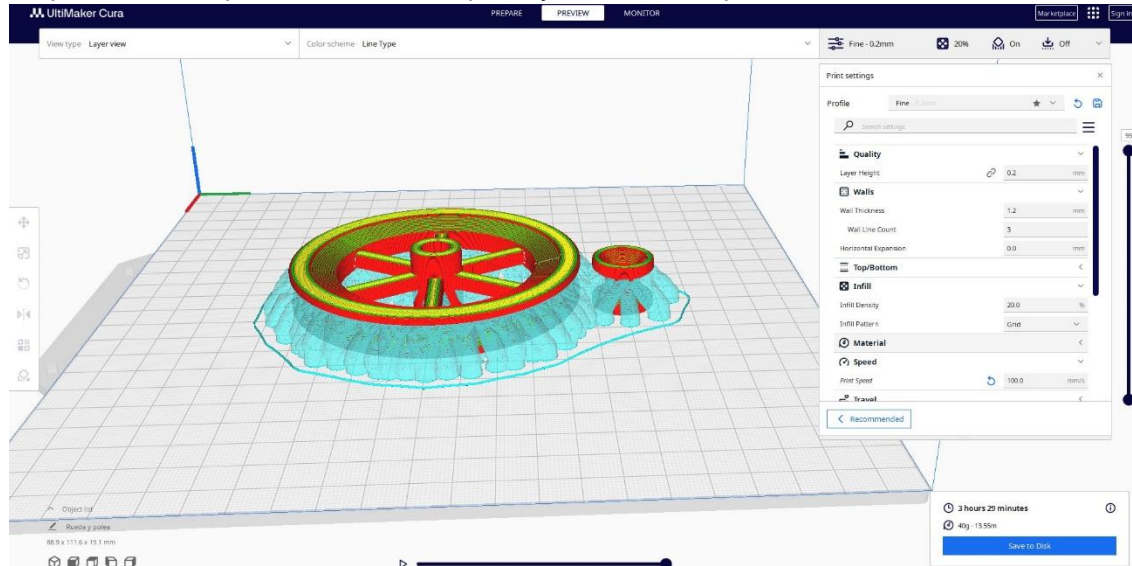 UltiMaker Cura PREPARE PREVIEW MONITOR Marketplace Sign in
View type Layer view Color scheme Line Type Fine - 0.2mm 20% On Off
Print settings
Profile Fine 0.2mm
Search settings
Quality
Layer Height 0.2 mm
Walls
Wall Thickness 1.2 mm
Wall Line Count 3
Horizontal Expansion 0.0 mm
Top/Bottom
Infill
Infill Density 20.0 %
Infill Pattern Grid
Material
Speed
Print Speed 100.0 mm/s
Travel
Recommended
Object list
Rueda y polea
88.9 x 111.6 x 19.1 mm
3 hours 29 minutes
40g · 13.55m
Save to Disk